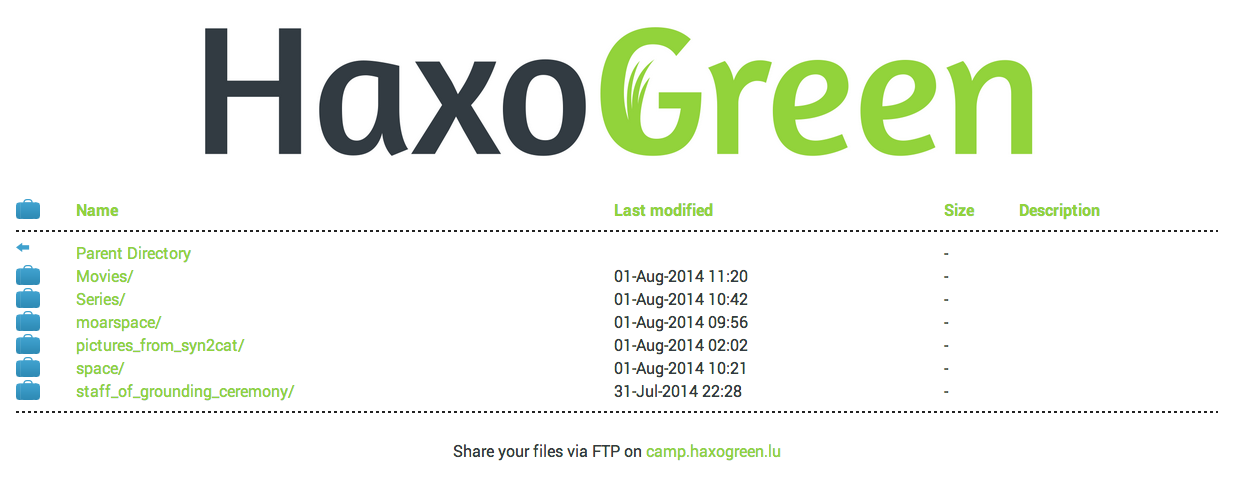 HaxoGreen
Name Last modified Size Description
Parent Directory -
Movies/ 01-Aug-2014 11:20 -
Series/ 01-Aug-2014 10:42 -
moarspace/ 01-Aug-2014 09:56 -
pictures_from_syn2cat/ 01-Aug-2014 02:02 -
space/ 01-Aug-2014 10:21 -
staff_of_grounding_ceremony/ 31-Jul-2014 22:28 -
Share your files via FTP on camp.haxogreen.lu